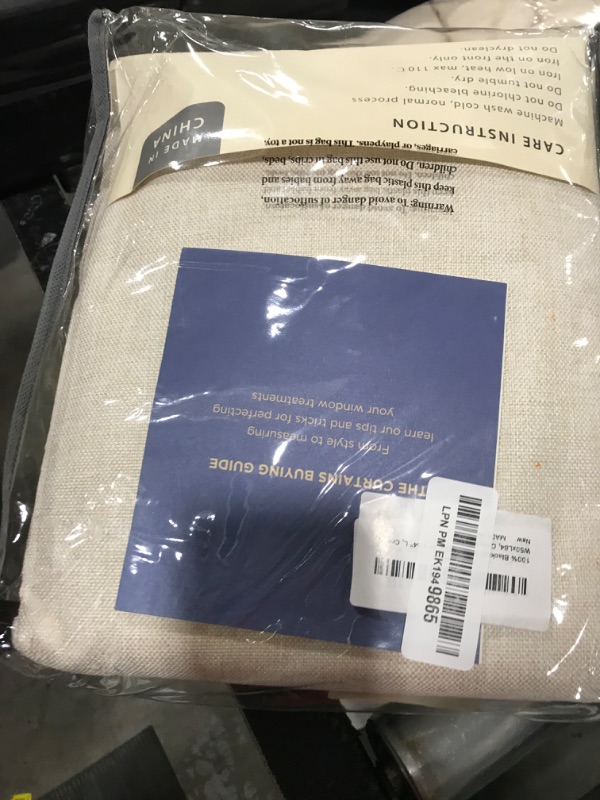 THE CURTAINS BUYING GUIDE
From style to measuring
learn our tips and tricks for perfecting
your window treatments
Warning: To avoid danger of suffocation,
keep this plastic bag away from babies and
children. Do not use this bag in cribs, beds,
carriages, or playpens. This bag is not a toy.
CARE INSTRUCTION
Machine wash cold, normal process
Do not chlorine bleaching.
Do not tumble dry.
Iron on low heat, max 110℃
Iron on the front only.
Do not dryclean.
MADE IN
CHINA
LPN PM EK1949865
100%
W50xL84, C
New
4" L, C